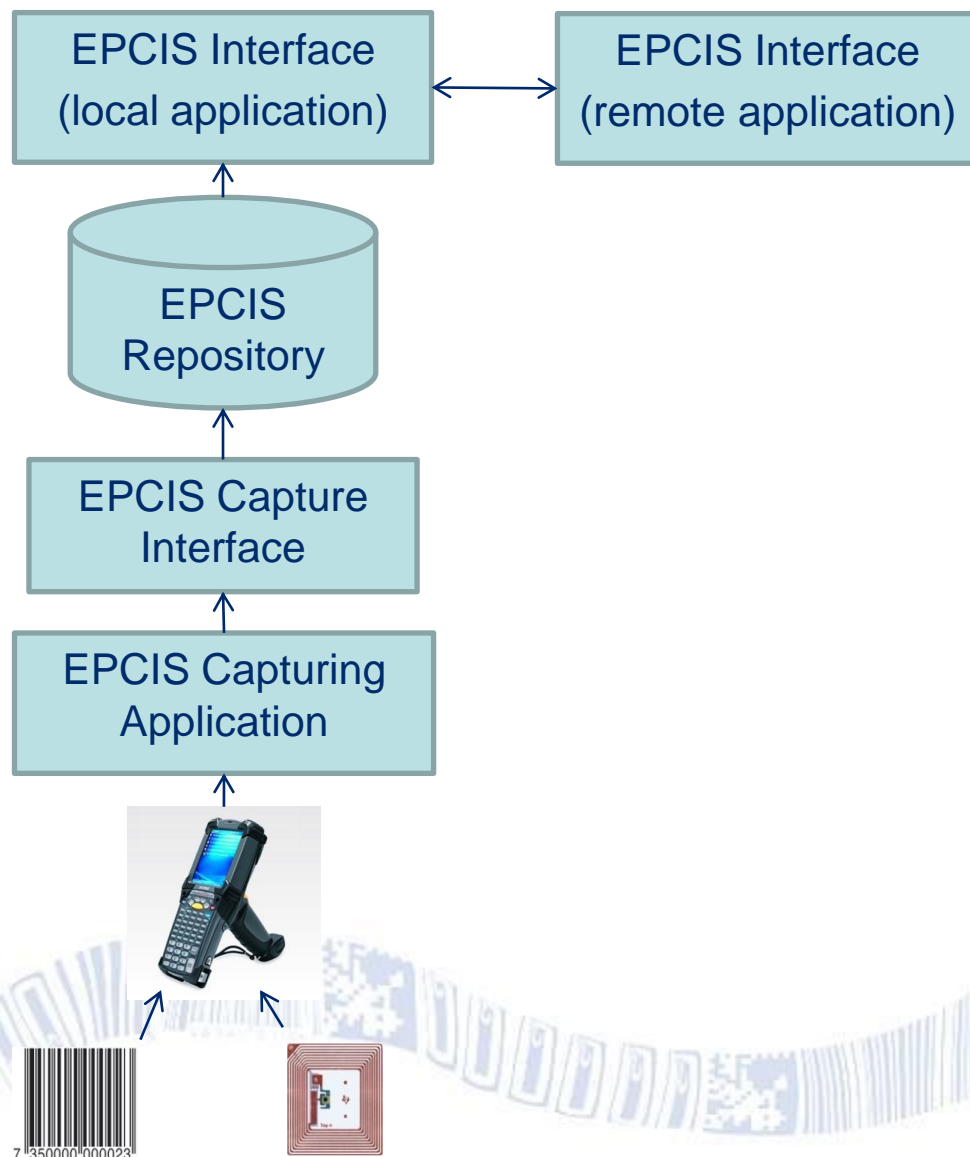 EPCIS Interface
(local application)
EPCIS Interface
(remote application)
EPCIS
Repository
EPCIS Capture
Interface
EPCIS Capturing
Application
7 350000 000023